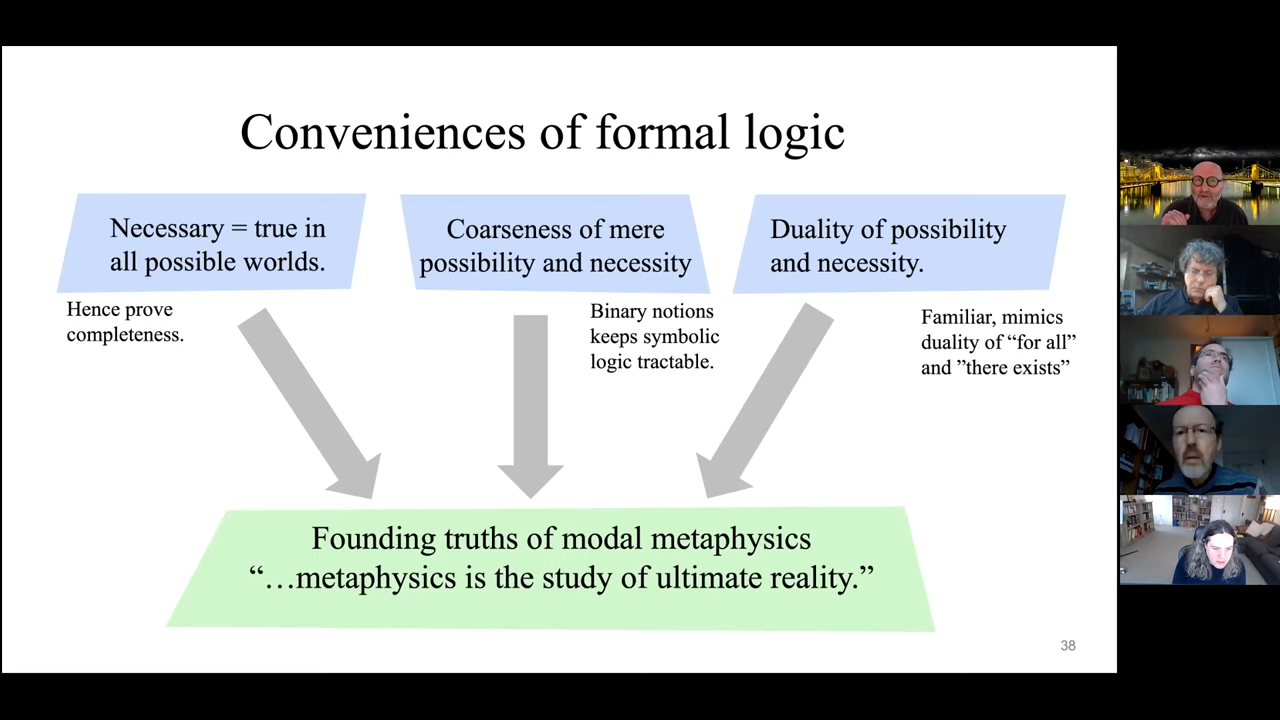 Conveniences of formal logic
Necessary = true in
all possible worlds.
Coarseness of mere
possibility and necessity
Duality of possibility
and necessity.
Hence prove
completeness.
Binary notions
keeps symbolic
logic tractable.
Familiar, mimics
duality of “for all”
and ”there exists”
Founding truths of modal metaphysics
“…metaphysics is the study of ultimate reality.”
38